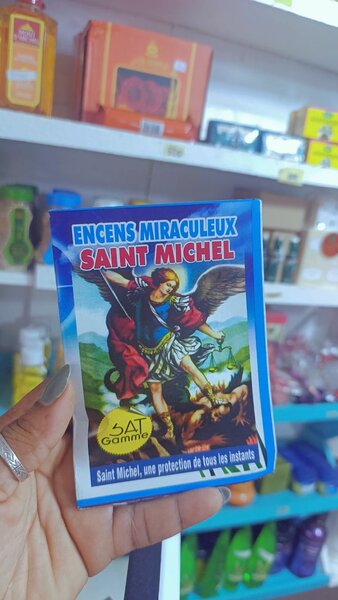 ENCENS MIRACULEUX
SAINT MICHEL
SAT
Gamme
Saint Michel, une protection de tous les instants